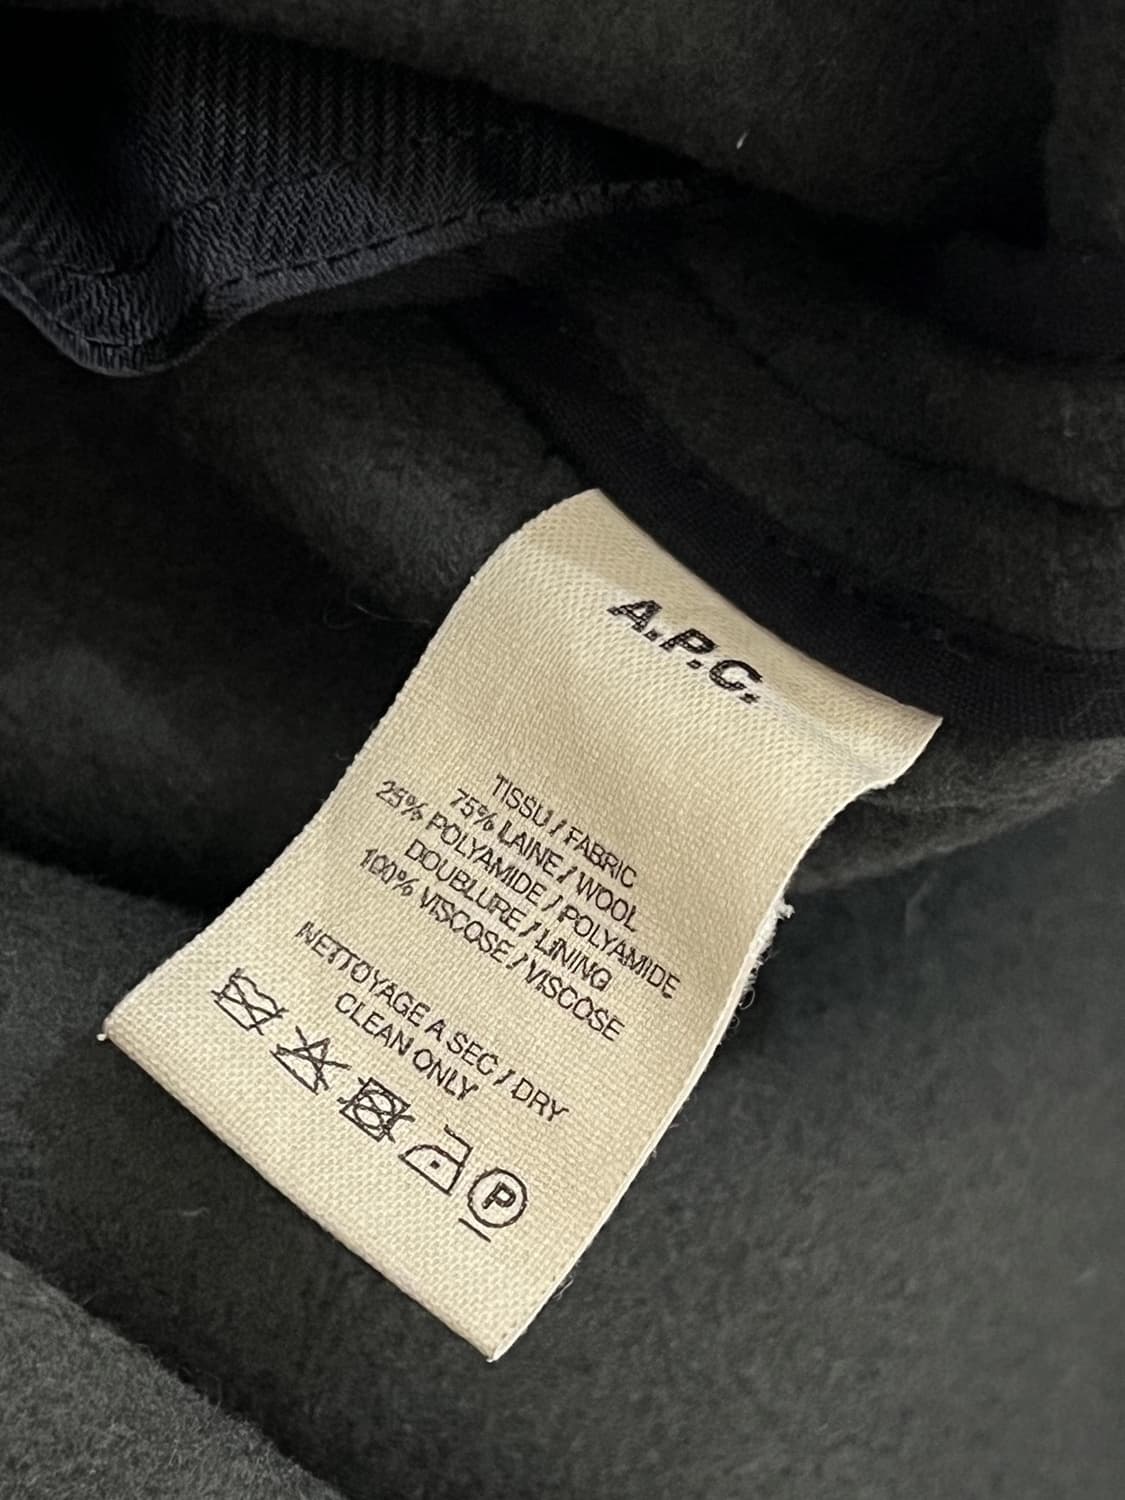 A.P.C.
TISSU / FABRIC
75% LAINE / WOOL
25% POLYAMIDE / POLYAMIDE
DOUBLURE / LINING
100% VISCOSE / VISCOSE
NETTOYAGE A SEC / DRY
CLEAN ONLY
P